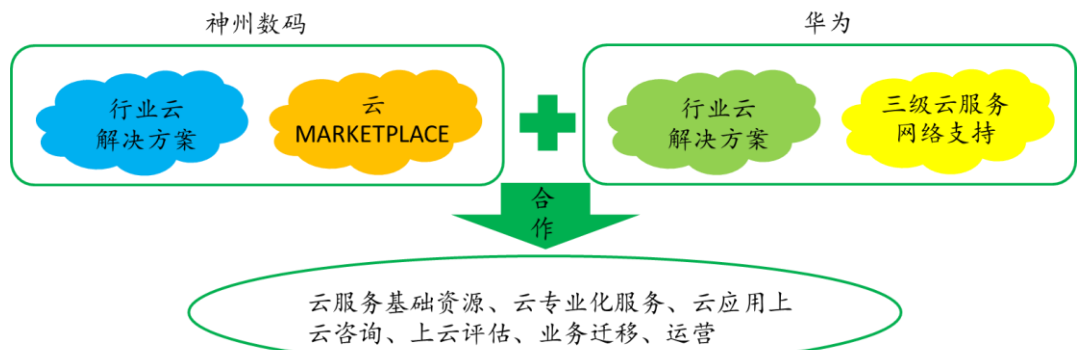 神州数码
华为
行业云
解决方案
云
MARKETPLACE
行业云
解决方案
三级云服务
网络支持
合
作
云服务基础资源、云专业化服务、云应用上
云咨询、上云评估、业务迁移、运营